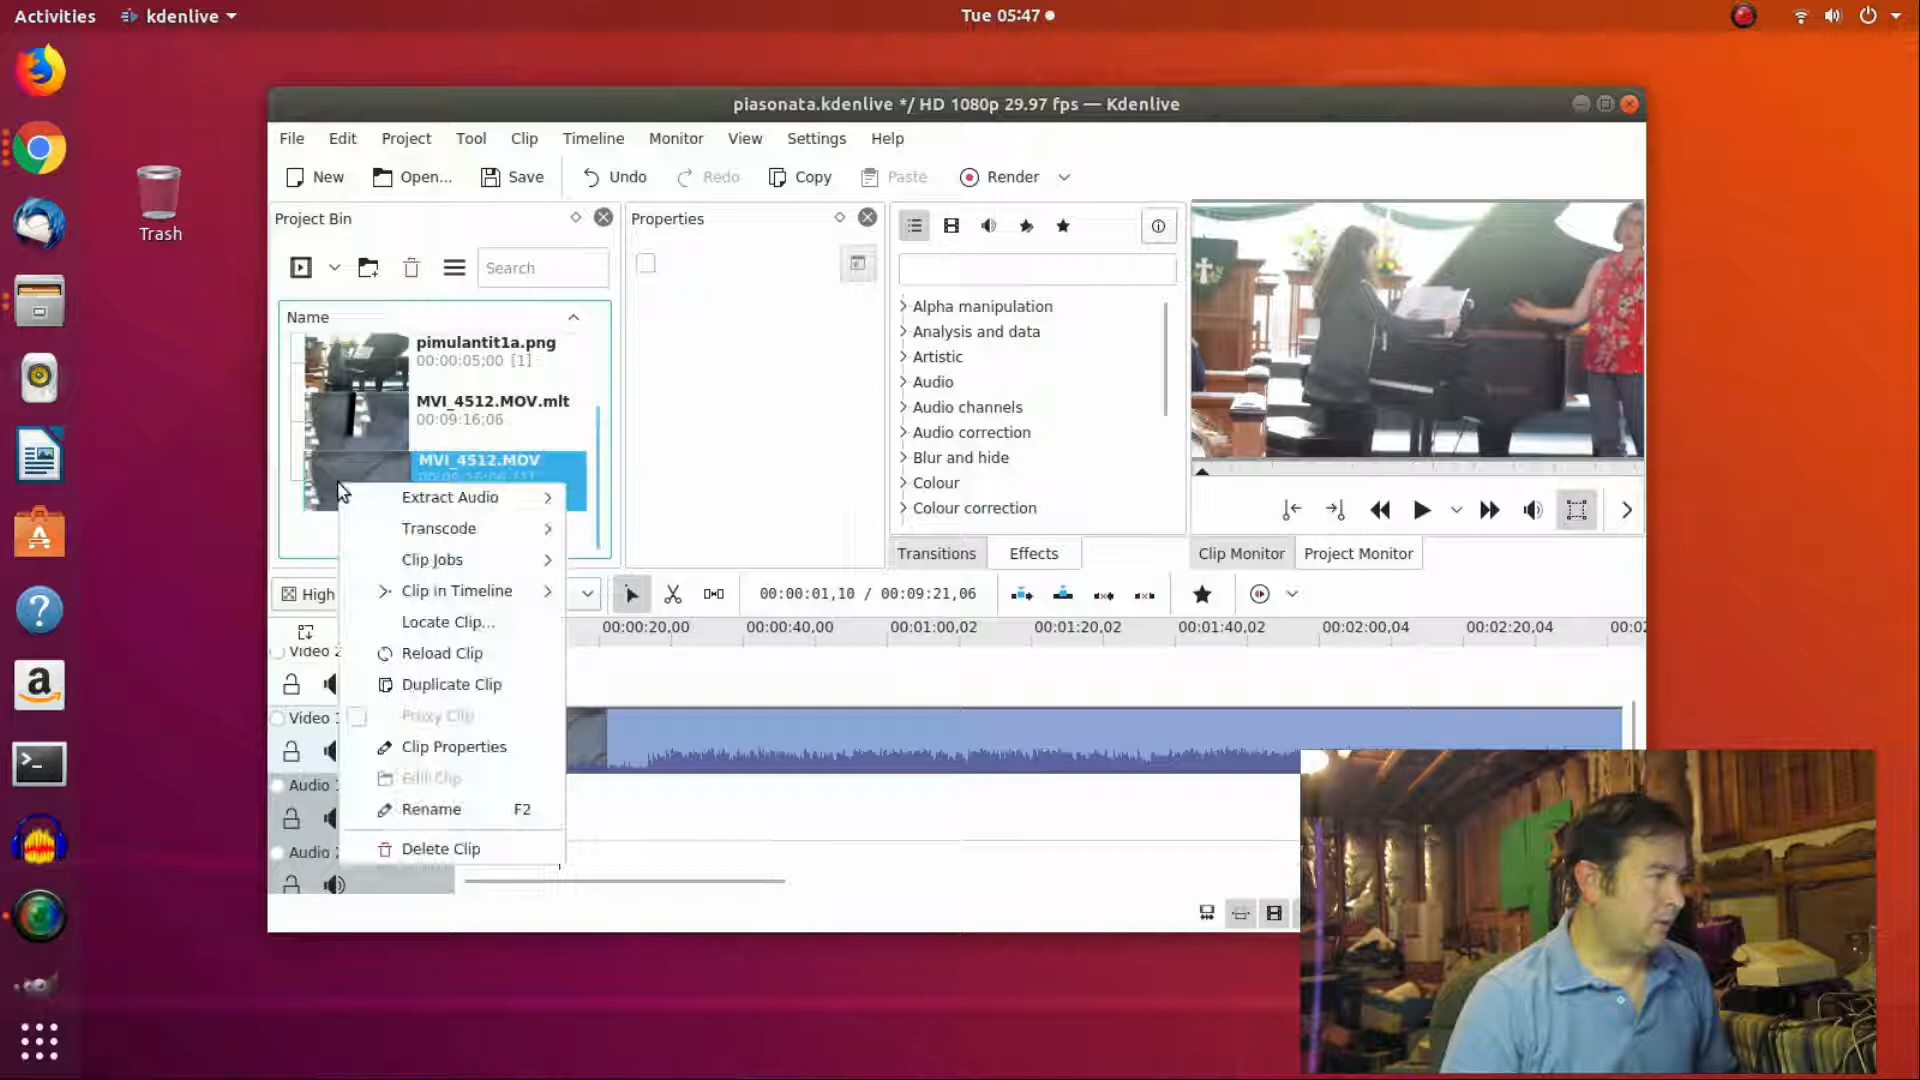 Activities
kdenlive
Tue 05:47
Trash
piasonata.kdenlive */ HD 1080p 29.97 fps — Kdenlive
File Edit Project Tool Clip Timeline Monitor View Settings Help
New Open... Save Undo Redo Copy Paste Render
Project Bin
Search
Name
pimulantit1a.png
00:00:05;00 [1]
MVI_4512.MOV.mlt
00:09:16;06
MVI_4512.MOV
Extract Audio
Transcode
Clip Jobs
Clip in Timeline
Locate Clip...
Reload Clip
Duplicate Clip
Proxy Clip
Clip Properties
Edit Clip
Rename F2
Delete Clip
Properties
Alpha manipulation
Analysis and data
Artistic
Audio
Audio channels
Audio correction
Blur and hide
Colour
Colour correction
Transitions Effects
Clip Monitor Project Monitor
High
00:00:01,10 / 00:09:21,06
00:00:20,00 00:00:40,00 00:01:00,02 00:01:20,02 00:01:40,02 00:02:00,04 00:02:20,04
Video 2
Video 1
Audio
Audio